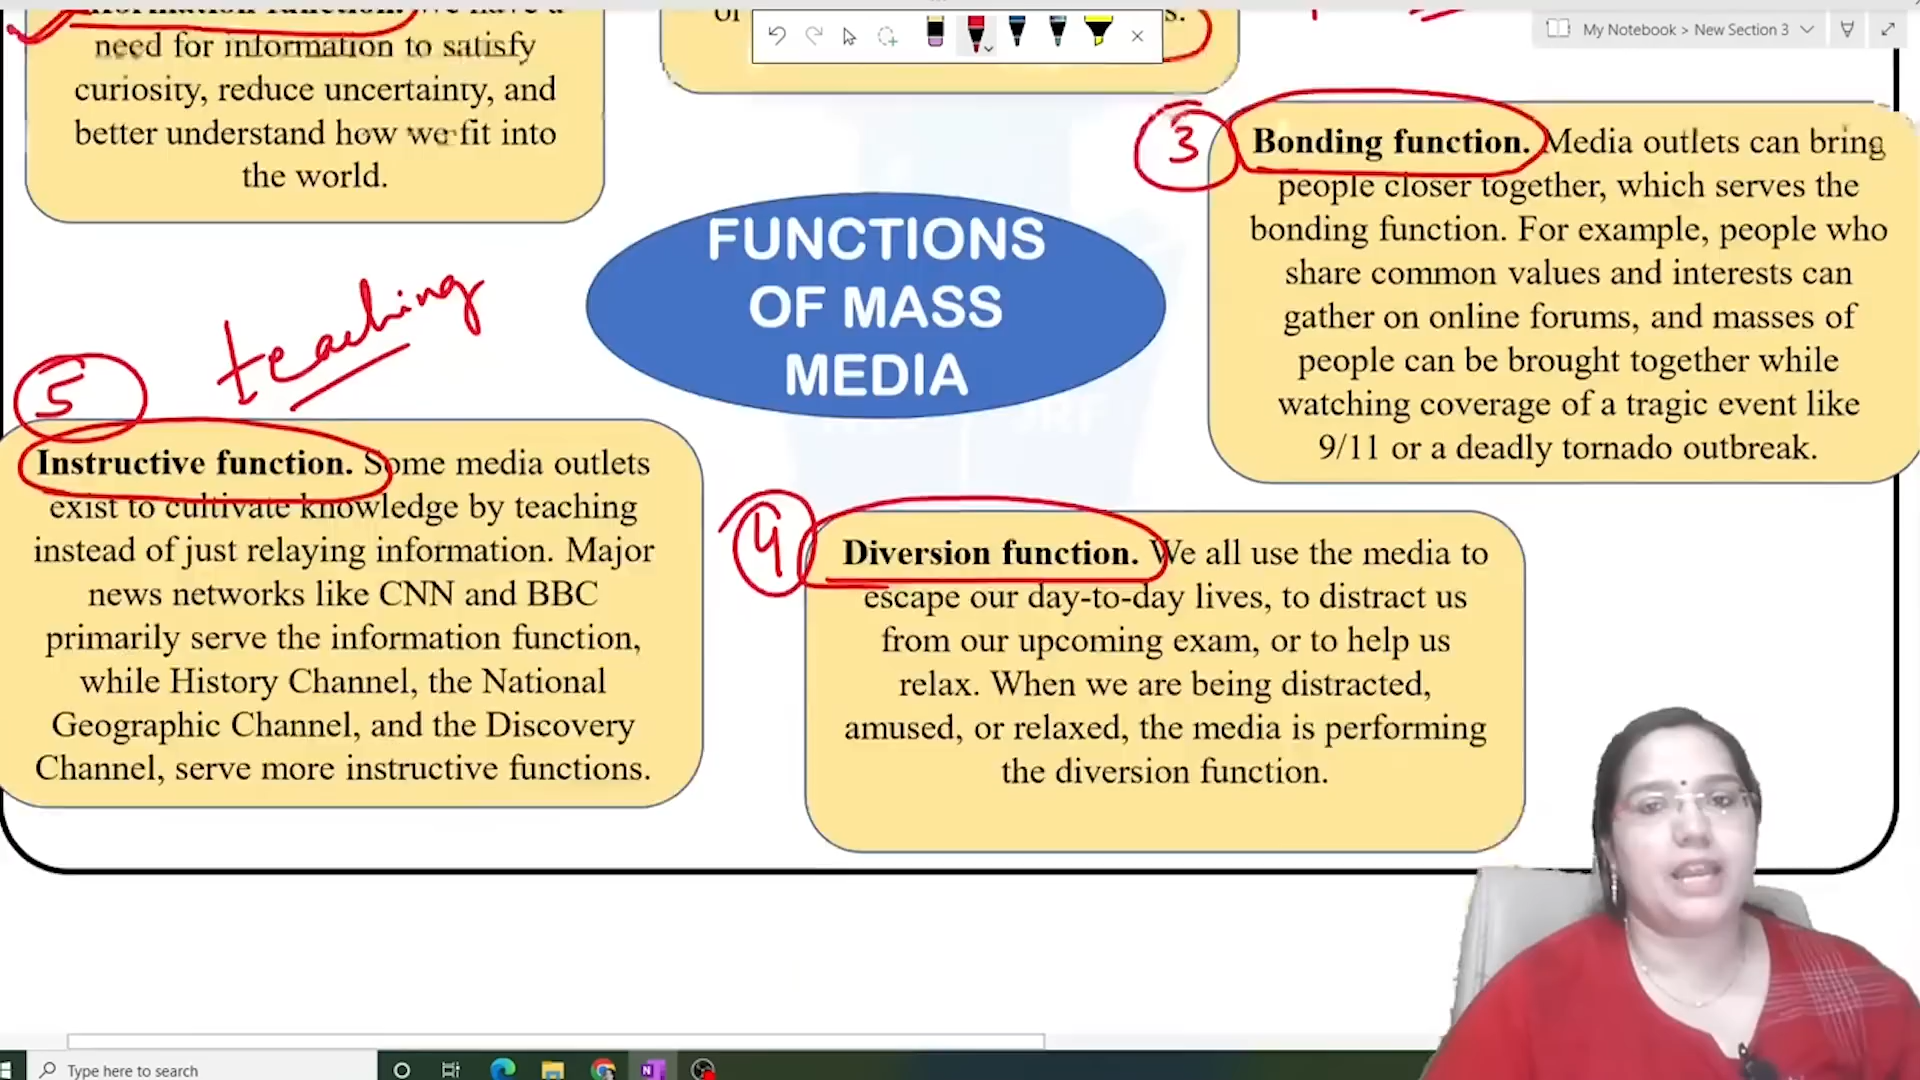 Information function. We have a
need for information to satisfy
curiosity, reduce uncertainty, and
better understand how we fit into
the world.
s.
My Notebook > New Section 3
3
Bonding function. Media outlets can bring
people closer together, which serves the
bonding function. For example, people who
share common values and interests can
gather on online forums, and masses of
people can be brought together while
watching coverage of a tragic event like
9/11 or a deadly tornado outbreak.
FUNCTIONS
OF MASS
MEDIA
teaching
5
Instructive function. Some media outlets
exist to cultivate knowledge by teaching
instead of just relaying information. Major
news networks like CNN and BBC
primarily serve the information function,
while History Channel, the National
Geographic Channel, and the Discovery
Channel, serve more instructive functions.
4
Diversion function. We all use the media to
escape our day-to-day lives, to distract us
from our upcoming exam, or to help us
relax. When we are being distracted,
amused, or relaxed, the media is performing
the diversion function.
Type here to search